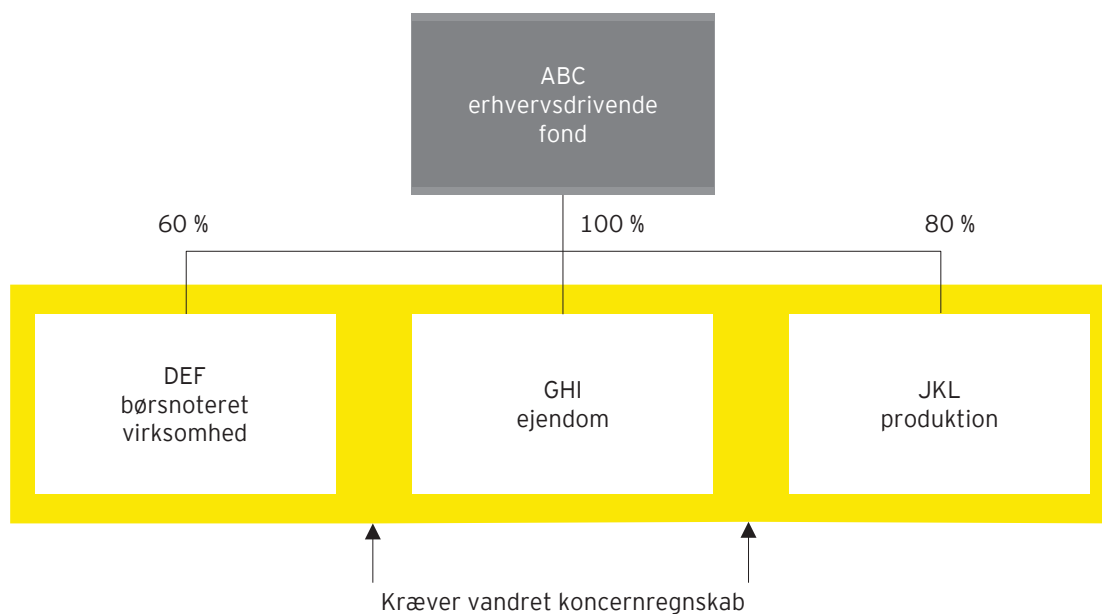 ABC
erhvervsdrivende
fond
60 %
100 %
80 %
DEF
børsnoteret
virksomhed
GHI
ejendom
JKL
produktion
Kræver vandret koncernregnskab